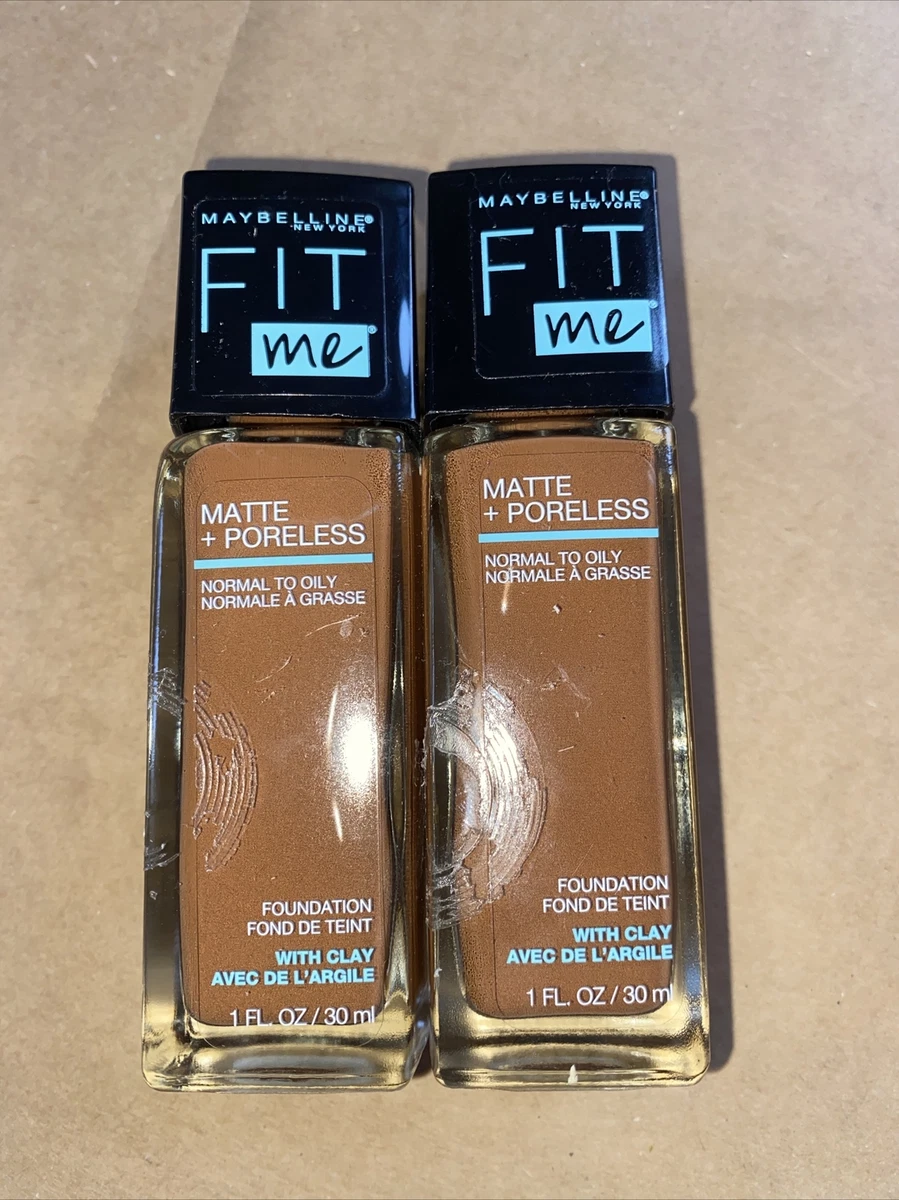 MAYBELLINE®
NEW YORK
FIT
me®
MATTE
+ PORELESS
NORMAL TO OILY
NORMALE À GRASSE
FOUNDATION
FOND DE TEINT
WITH CLAY
AVEC DE L'ARGILE
1 FL. OZ / 30 ml
MAYBELLINE®
NEW YORK
FIT
me®
MATTE
+ PORELESS
NORMAL TO OILY
NORMALE À GRASSE
FOUNDATION
FOND DE TEINT
WITH CLAY
AVEC DE L'ARGILE
1 FL. OZ / 30 ml